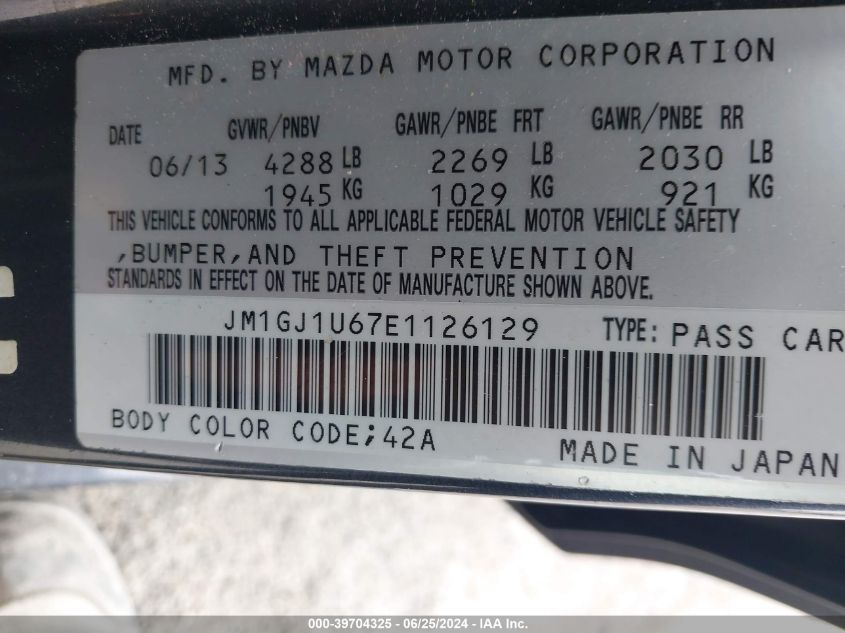 MFD. BY MAZDA MOTOR CORPORATION
DATE GVWR/PNBV GAWR/PNBE FRT GAWR/PNBE RR
06/13 4288 LB 2269 LB 2030 LB
1945 KG 1029 KG 921 KG
THIS VEHICLE CONFORMS TO ALL APPLICABLE FEDERAL MOTOR VEHICLE SAFETY
,BUMPER,AND THEFT PREVENTION
STANDARDS IN EFFECT ON THE DATE OF MANUFACTURE SHOWN ABOVE.
JM1GJ1U67E1126129 TYPE: PASS CAR
BODY COLOR CODE;42A
MADE IN JAPAN
000-39704325 - 06/25/2024 - IAA Inc.